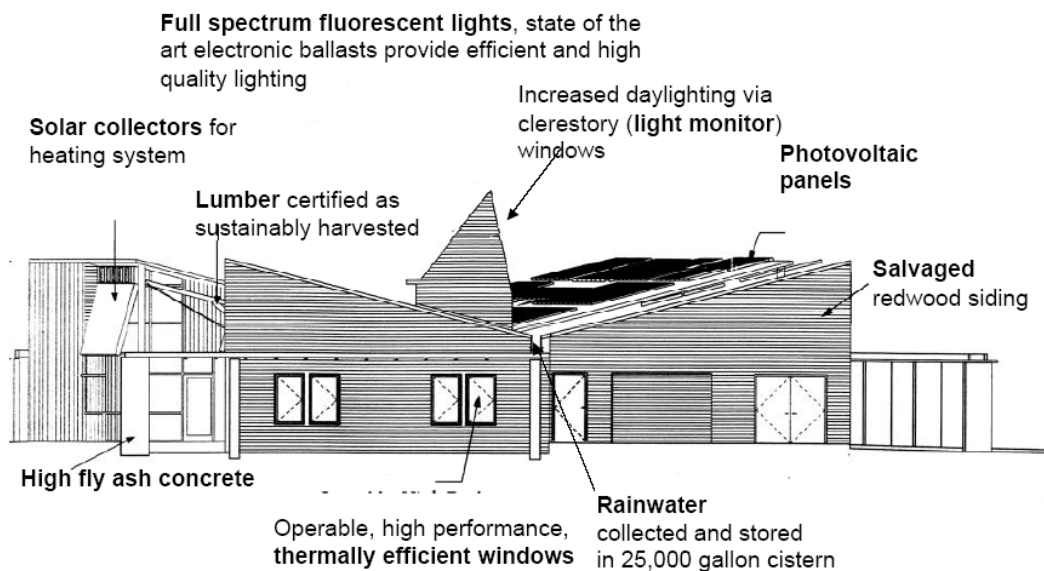 Full spectrum fluorescent lights, state of the
art electronic ballasts provide efficient and high
quality lighting
Increased daylighting via
clerestory (light monitor)
windows
Solar collectors for
heating system
Photovoltaic
panels
Lumber certified as
sustainably harvested
Salvaged
redwood siding
High fly ash concrete
Operable, high performance,
thermally efficient windows
Rainwater
collected and stored
in 25,000 gallon cistern